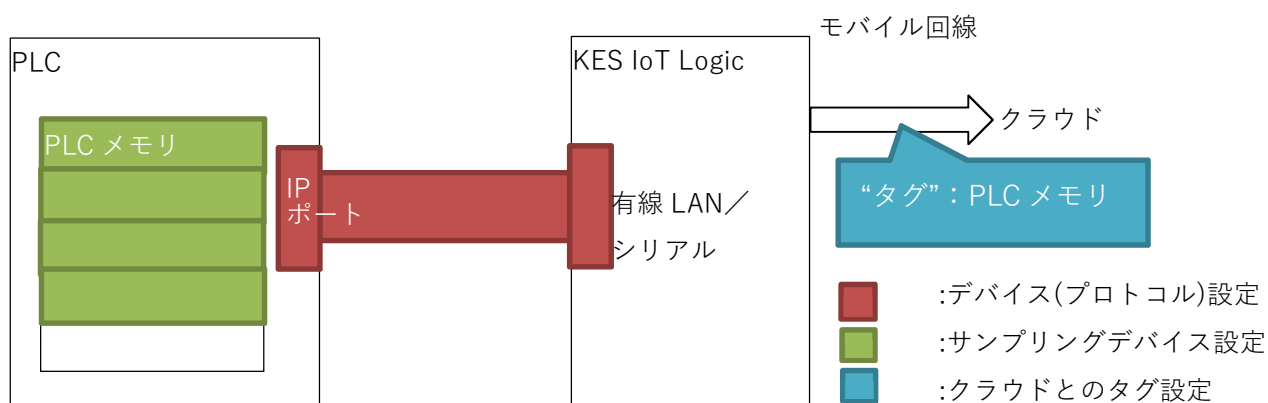 モバイル回線
PLC
KES IoT Logic
クラウド
PLC メモリ
IP
ポート
有線 LAN／
シリアル
“タグ”：PLC メモリ
:デバイス(プロトコル)設定
:サンプリングデバイス設定
:クラウドとのタグ設定